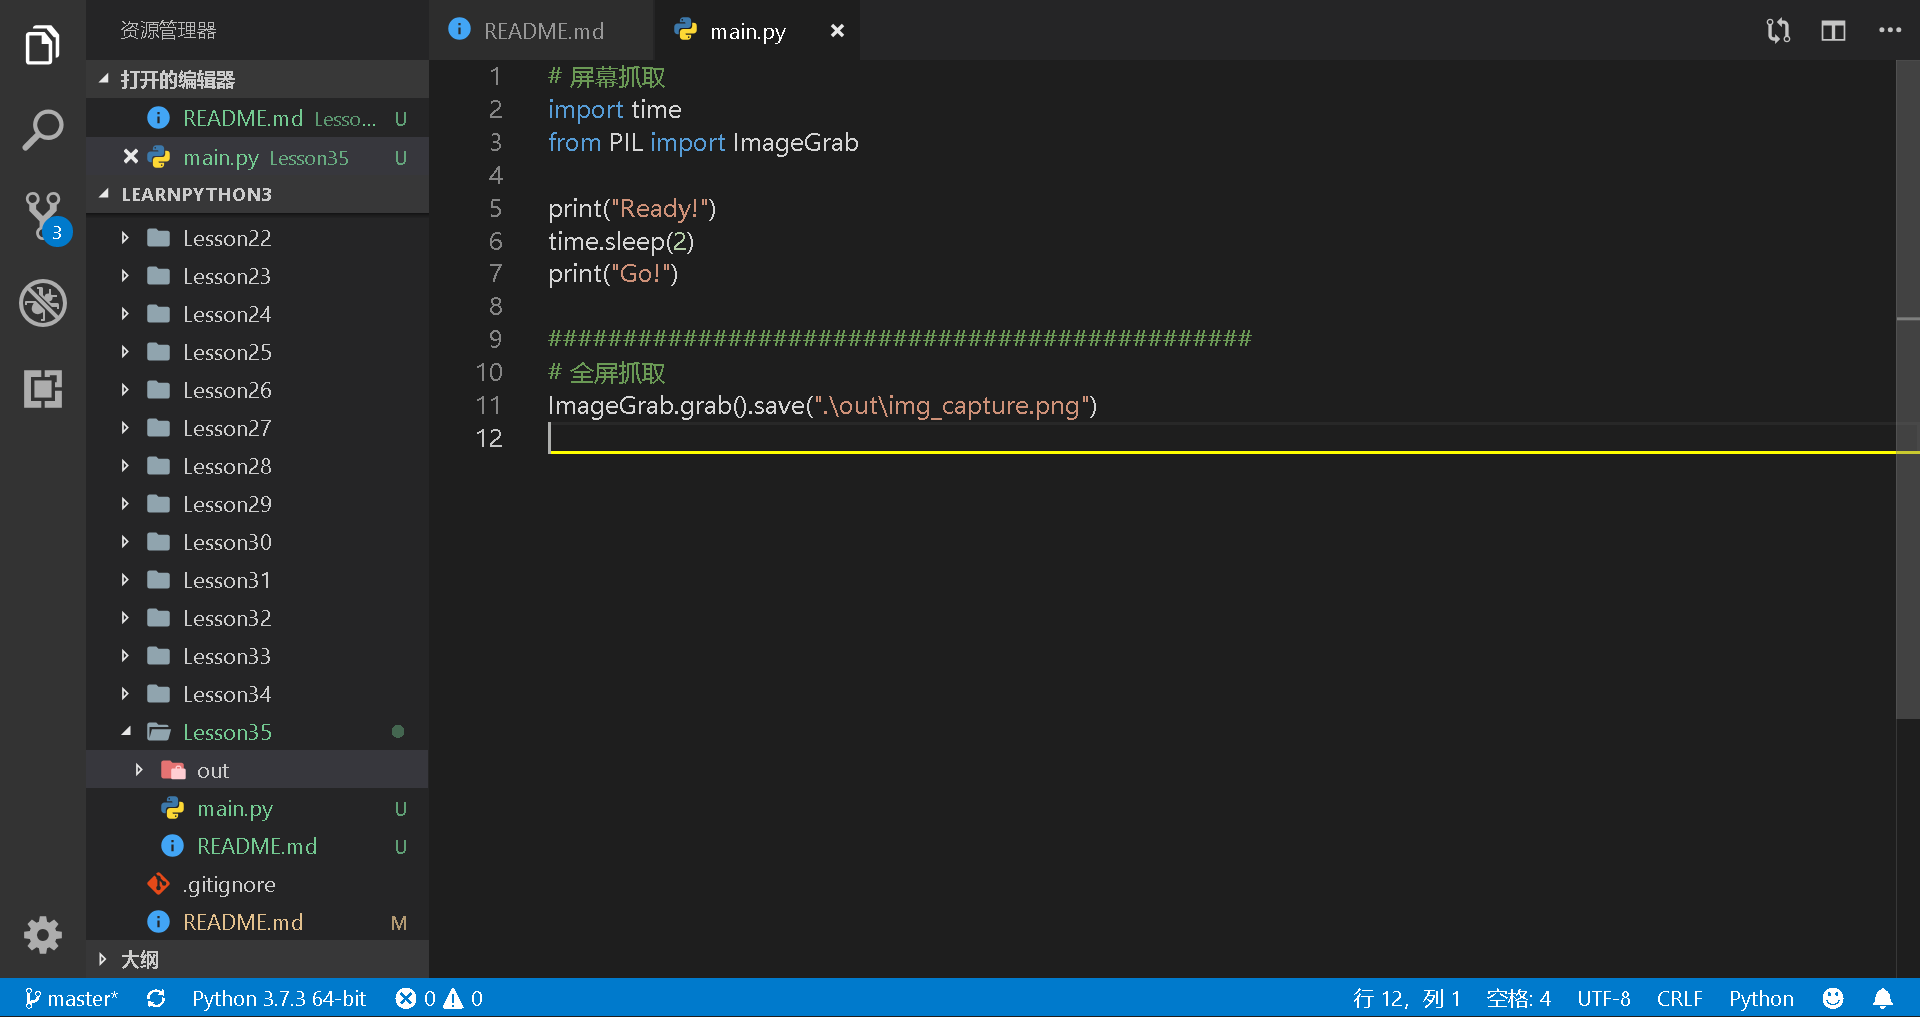 资源管理器
打开的编辑器
README.md Lesso... U
main.py Lesson35 U
LEARNPYTHON3
Lesson22
Lesson23
Lesson24
Lesson25
Lesson26
Lesson27
Lesson28
Lesson29
Lesson30
Lesson31
Lesson32
Lesson33
Lesson34
Lesson35
out
main.py U
README.md U
.gitignore
README.md M
大纲
3
README.md
main.py
1 # 屏幕抓取
2 import time
3 from PIL import ImageGrab
4
5 print("Ready!")
6 time.sleep(2)
7 print("Go!")
8
9 ###############################################
10 # 全屏抓取
11 ImageGrab.grab().save(".\out\img_capture.png")
12
master* Python 3.7.3 64-bit 0 0 行 12，列 1 空格: 4 UTF-8 CRLF Python